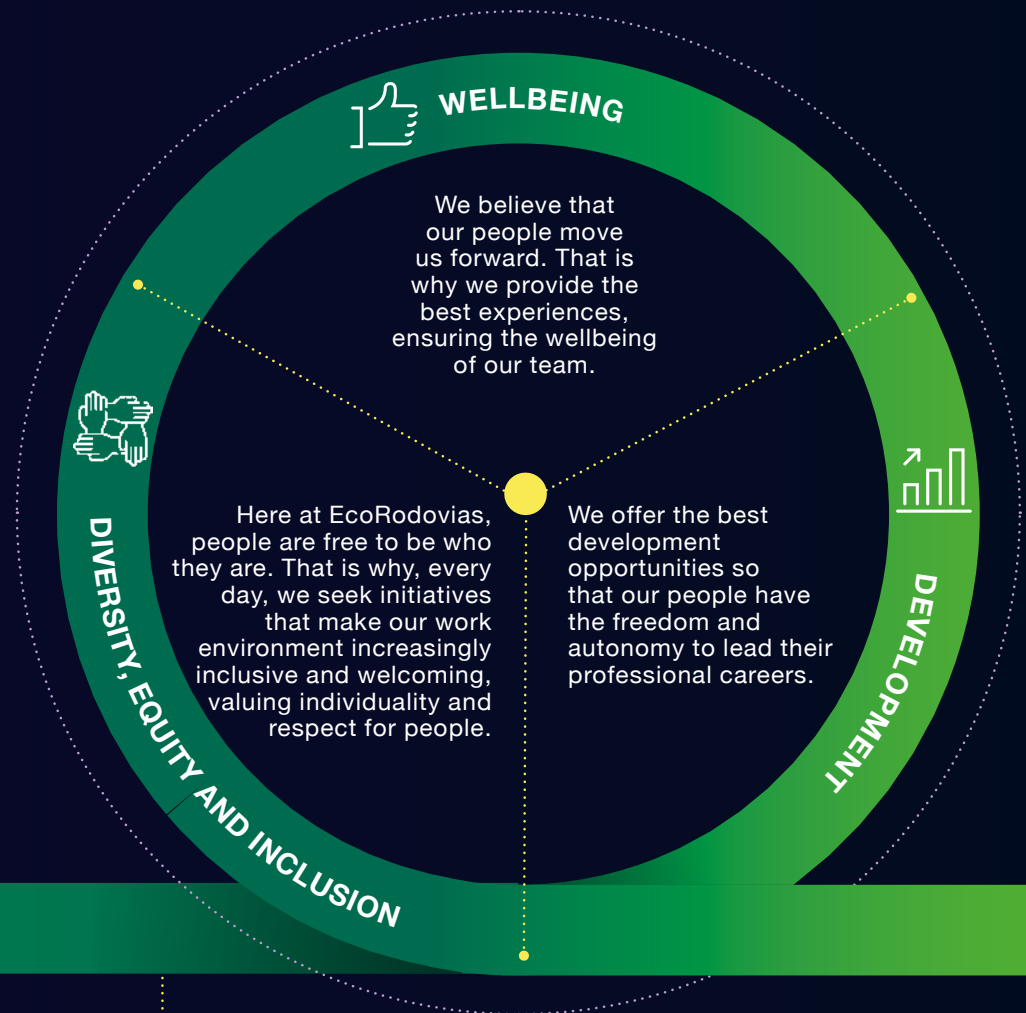 WELLBEING
We believe that
our people move
us forward. That is
why we provide the
best experiences,
ensuring the wellbeing
of our team.
DIVERSITY, EQUITY AND INCLUSION
Here at EcoRodovias,
people are free to be who
they are. That is why, every
day, we seek initiatives
that make our work
environment increasingly
inclusive and welcoming,
valuing individuality and
respect for people.
DEVELOPMENT
We offer the best
development
opportunities so
that our people have
the freedom and
autonomy to lead their
professional careers.